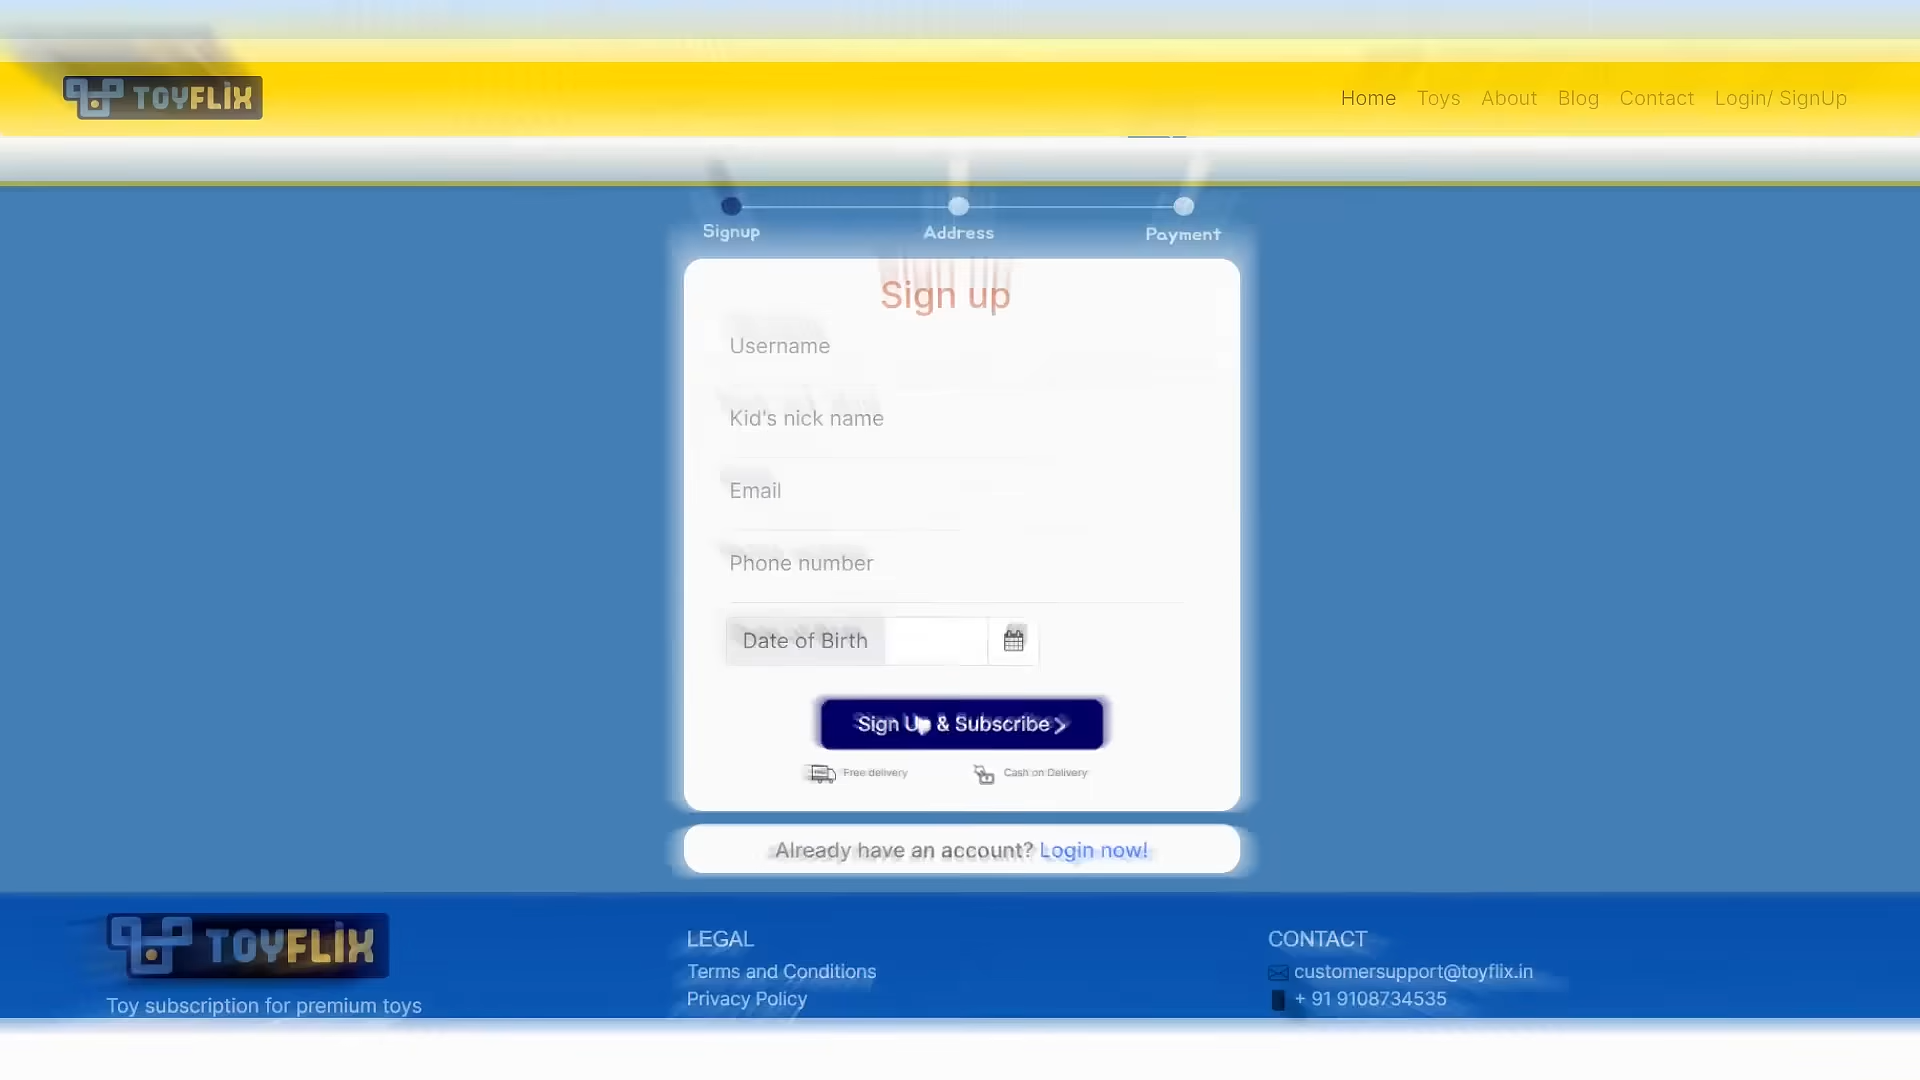 TOYFLIX
Home Toys About Blog Contact Login/ SignUp
Signup Address Payment
Sign up
Username
Kid's nick name
Email
Phone number
Date of Birth
Sign Up & Subscribe >
Free delivery Cash on Delivery
Already have an account? Login now!
TOYFLIX
Toy subscription for premium toys
LEGAL
Terms and Conditions
Privacy Policy
CONTACT
customersupport@toyflix.in
+ 91 9108734535